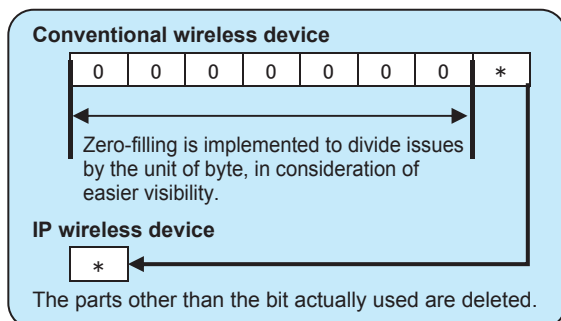 Conventional wireless device
0 0 0 0 0 0 0 *
Zero-filling is implemented to divide issues
by the unit of byte, in consideration of
easier visibility.
IP wireless device
*
The parts other than the bit actually used are deleted.